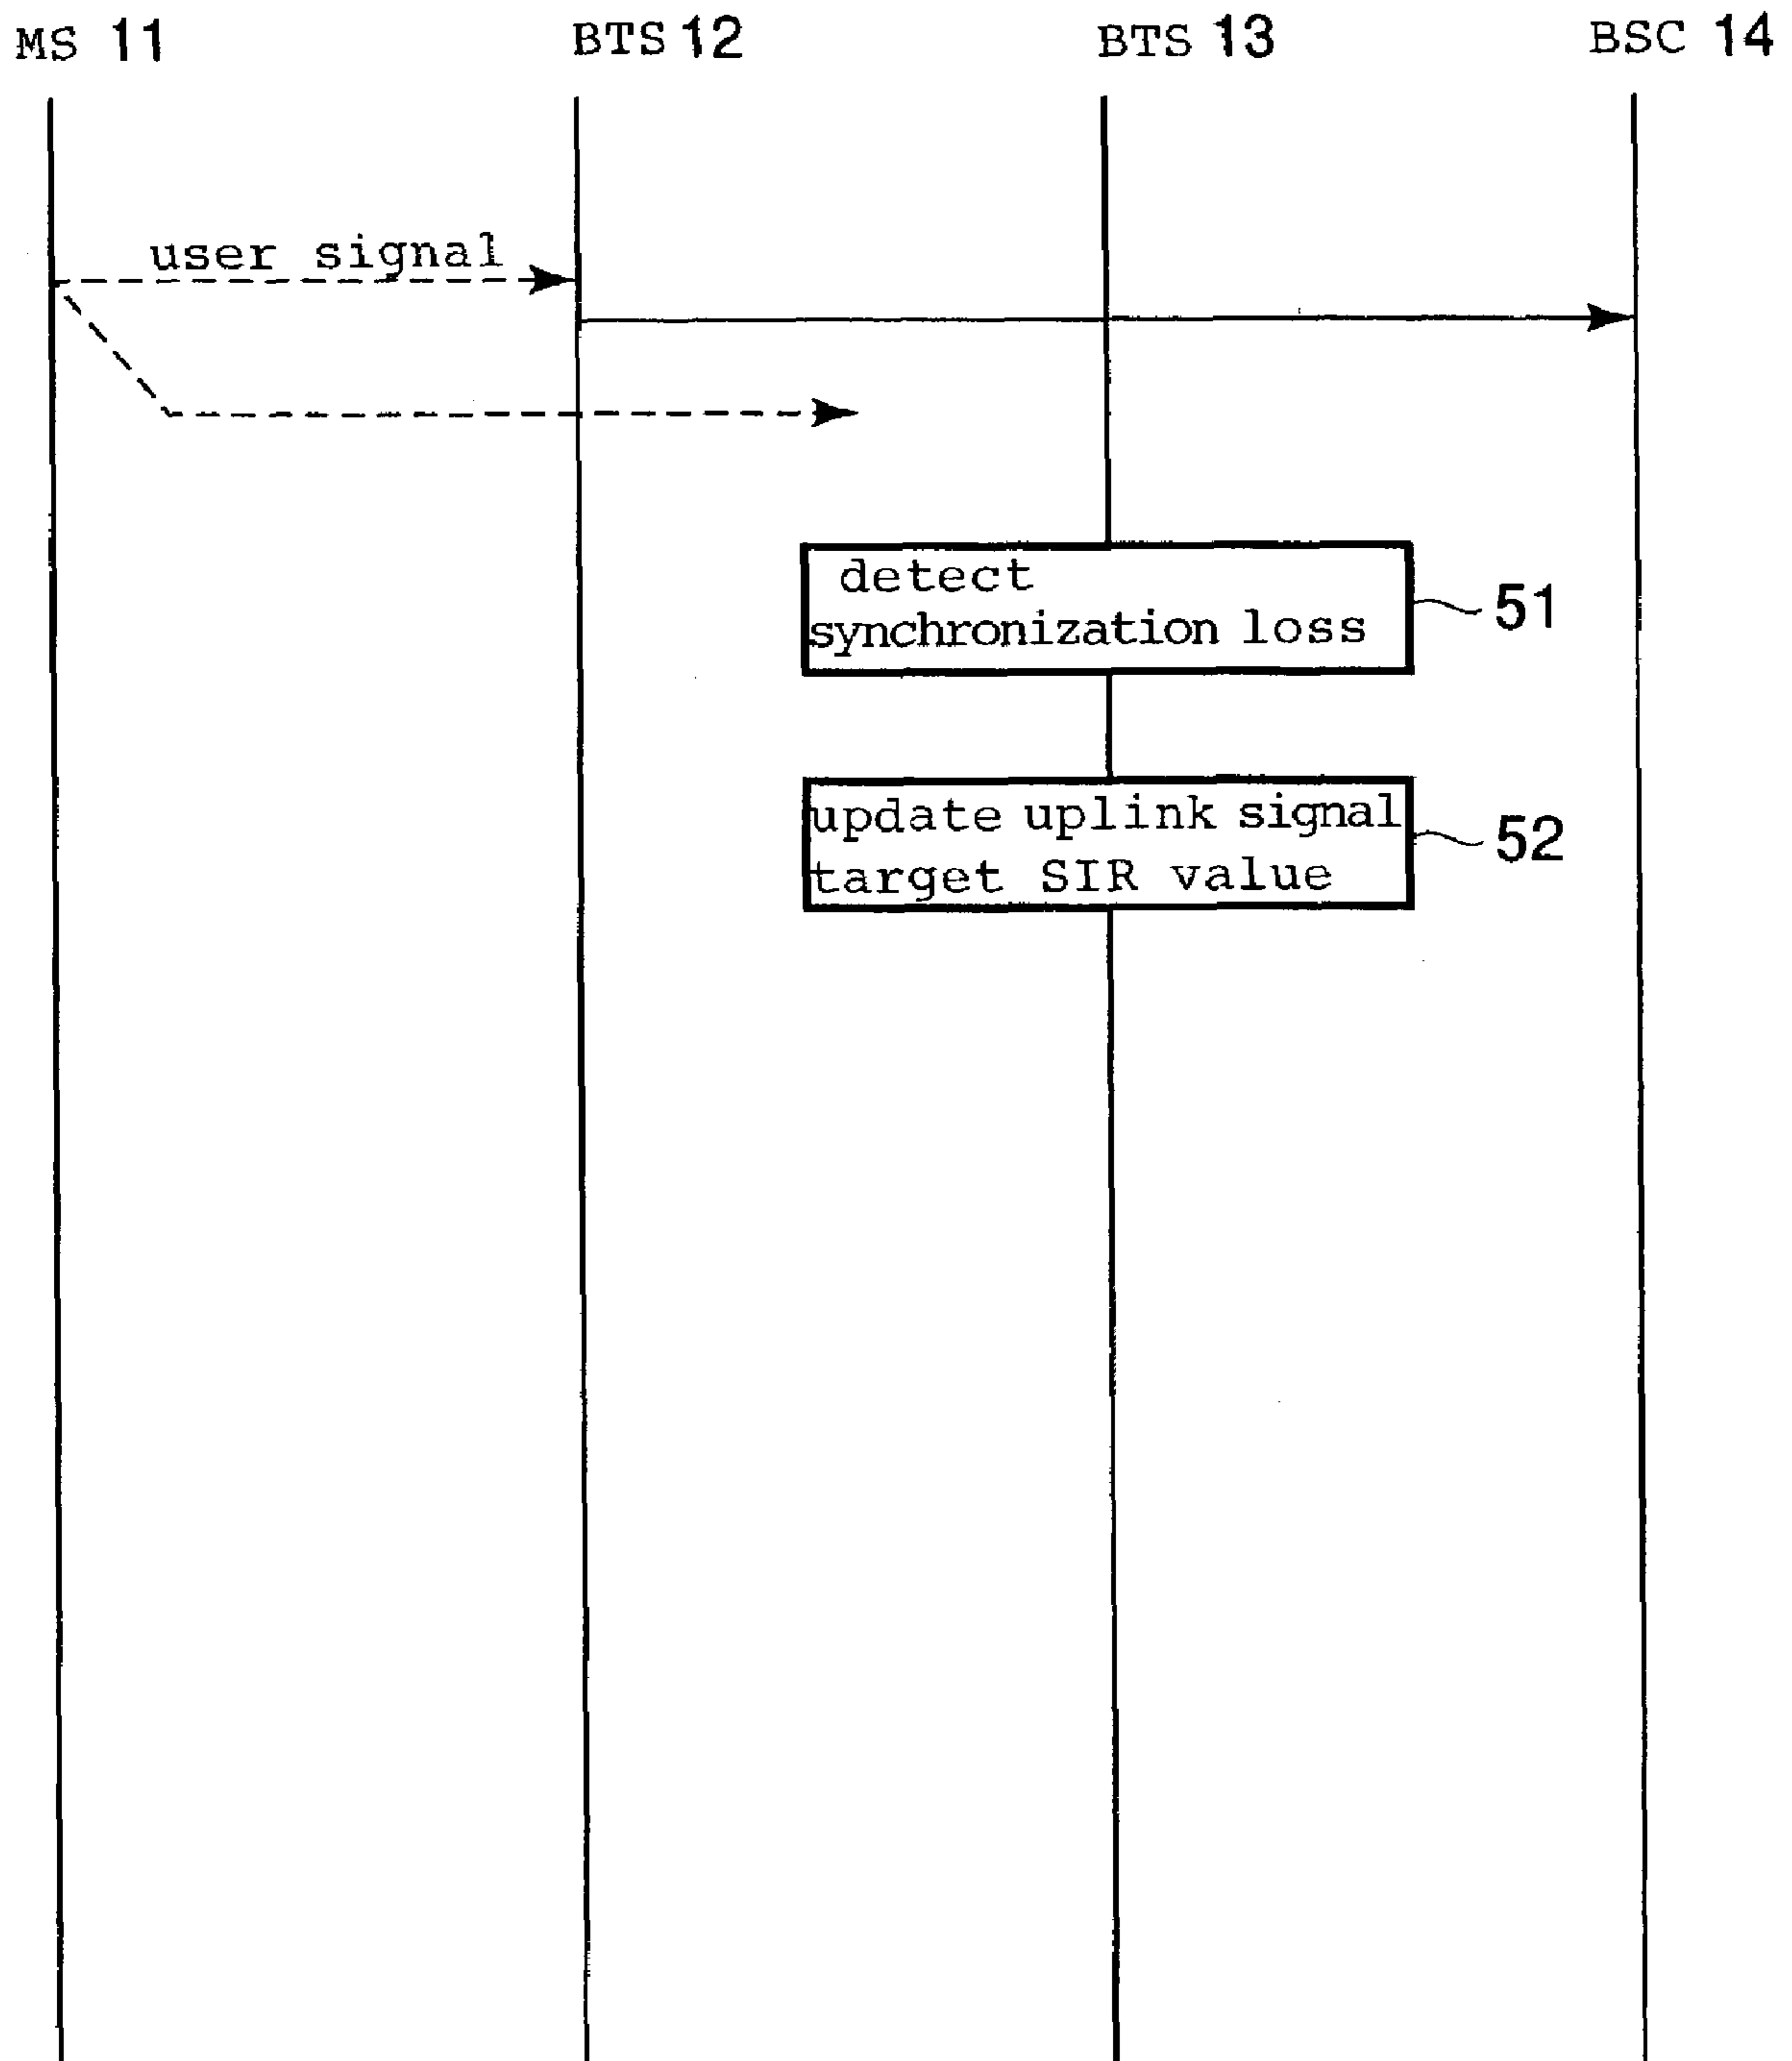 MS 11
BTS 12
BTS 13
BSC 14
user signal
detect
synchronization loss
51
update uplink signal
target SIR value
52